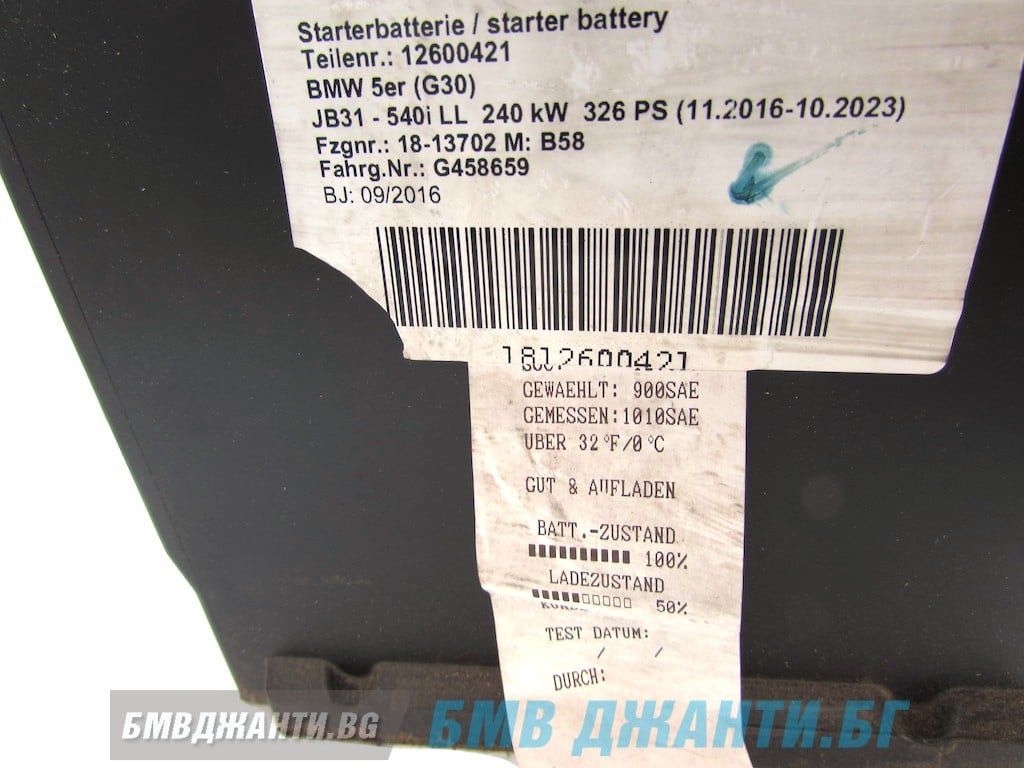 Starterbatterie / starter battery
Teilenr.: 12600421
BMW 5er (G30)
JB31 - 540i LL 240 kW 326 PS (11.2016-10.2023)
Fzgnr.: 18-13702 M: B58
Fahrg.Nr.: G458659
BJ: 09/2016
1812600421
GEWAEHLT: 900SAE
GEMESSEN:1010SAE
UBER 32°F/0°C
GUT & AUFLADEN
BATT.-ZUSTAND
100%
LADEZUSTAND
50%
TEST DATUM:
/ /
DURCH:
БМВДЖАНТИ.BG
БМВ ДЖАНТИ.БГ